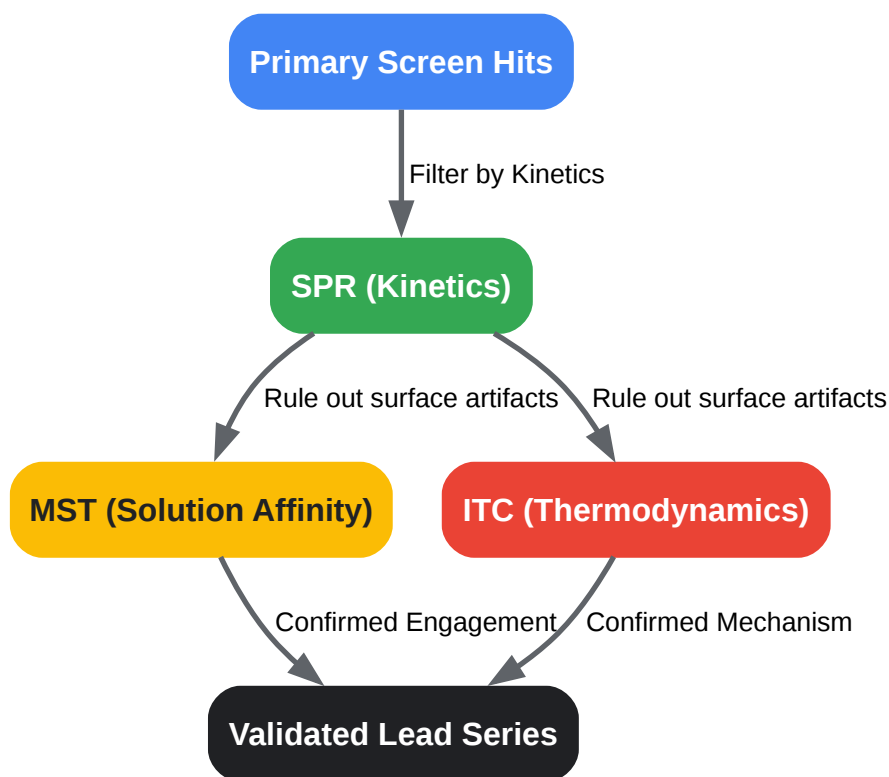 Primary Screen Hits
Filter by Kinetics
SPR (Kinetics)
Rule out surface artifacts
Rule out surface artifacts
MST (Solution Affinity)
ITC (Thermodynamics)
Confirmed Engagement
Confirmed Mechanism
Validated Lead Series